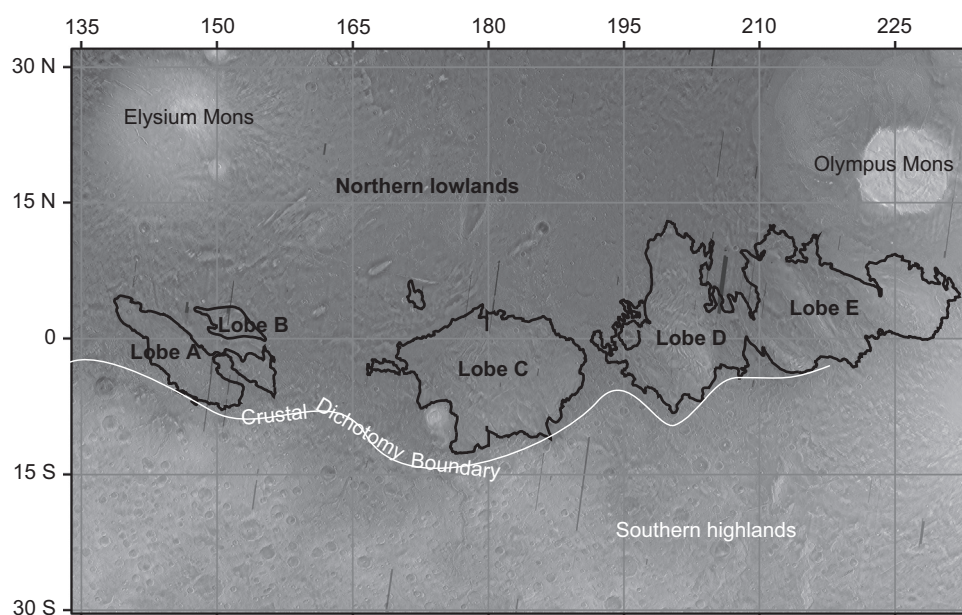 135 150 165 180 195 210 225
30 N
Elysium Mons
Olympus Mons
Northern lowlands
15 N
Lobe E
Lobe B
0
Lobe A
Lobe D
Lobe C
Crustal Dichotomy Boundary
15 S
Southern highlands
30 S